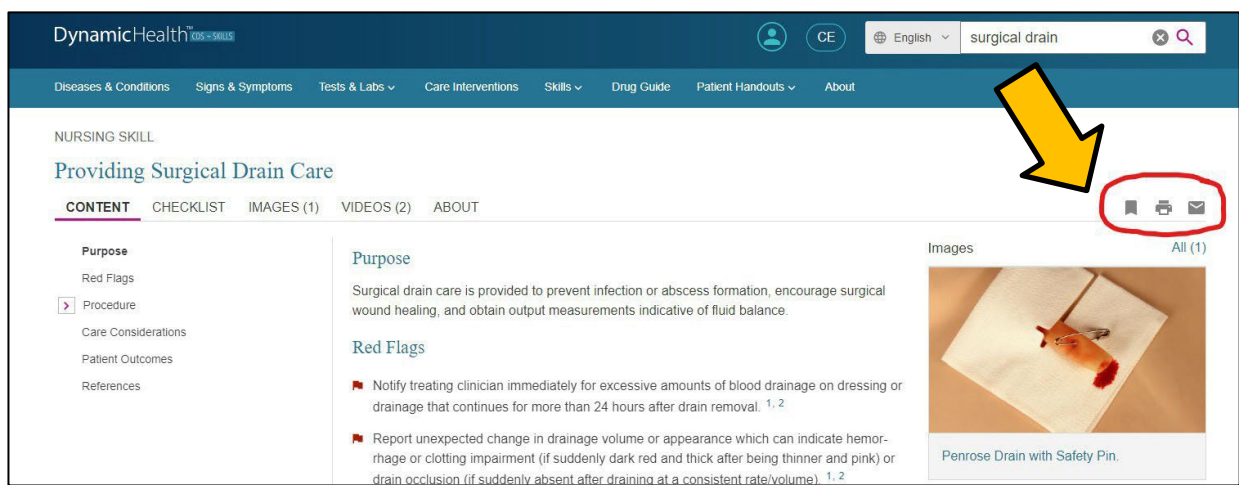 DynamicHealth™ CDS – SKILLS
CE
English
surgical drain
Diseases & Conditions Signs & Symptoms Tests & Labs Care Interventions Skills Drug Guide Patient Handouts About
NURSING SKILL
Providing Surgical Drain Care
CONTENT CHECKLIST IMAGES (1) VIDEOS (2) ABOUT
Purpose
Red Flags
Procedure
Care Considerations
Patient Outcomes
References
Purpose
Surgical drain care is provided to prevent infection or abscess formation, encourage surgical
wound healing, and obtain output measurements indicative of fluid balance.
Red Flags
Notify treating clinician immediately for excessive amounts of blood drainage on dressing or
drainage that continues for more than 24 hours after drain removal. 1, 2
Report unexpected change in drainage volume or appearance which can indicate hemor-
rhage or clotting impairment (if suddenly dark red and thick after being thinner and pink) or
drain occlusion (if suddenly absent after draining at a consistent rate/volume). 1, 2
Images All (1)
Penrose Drain with Safety Pin.